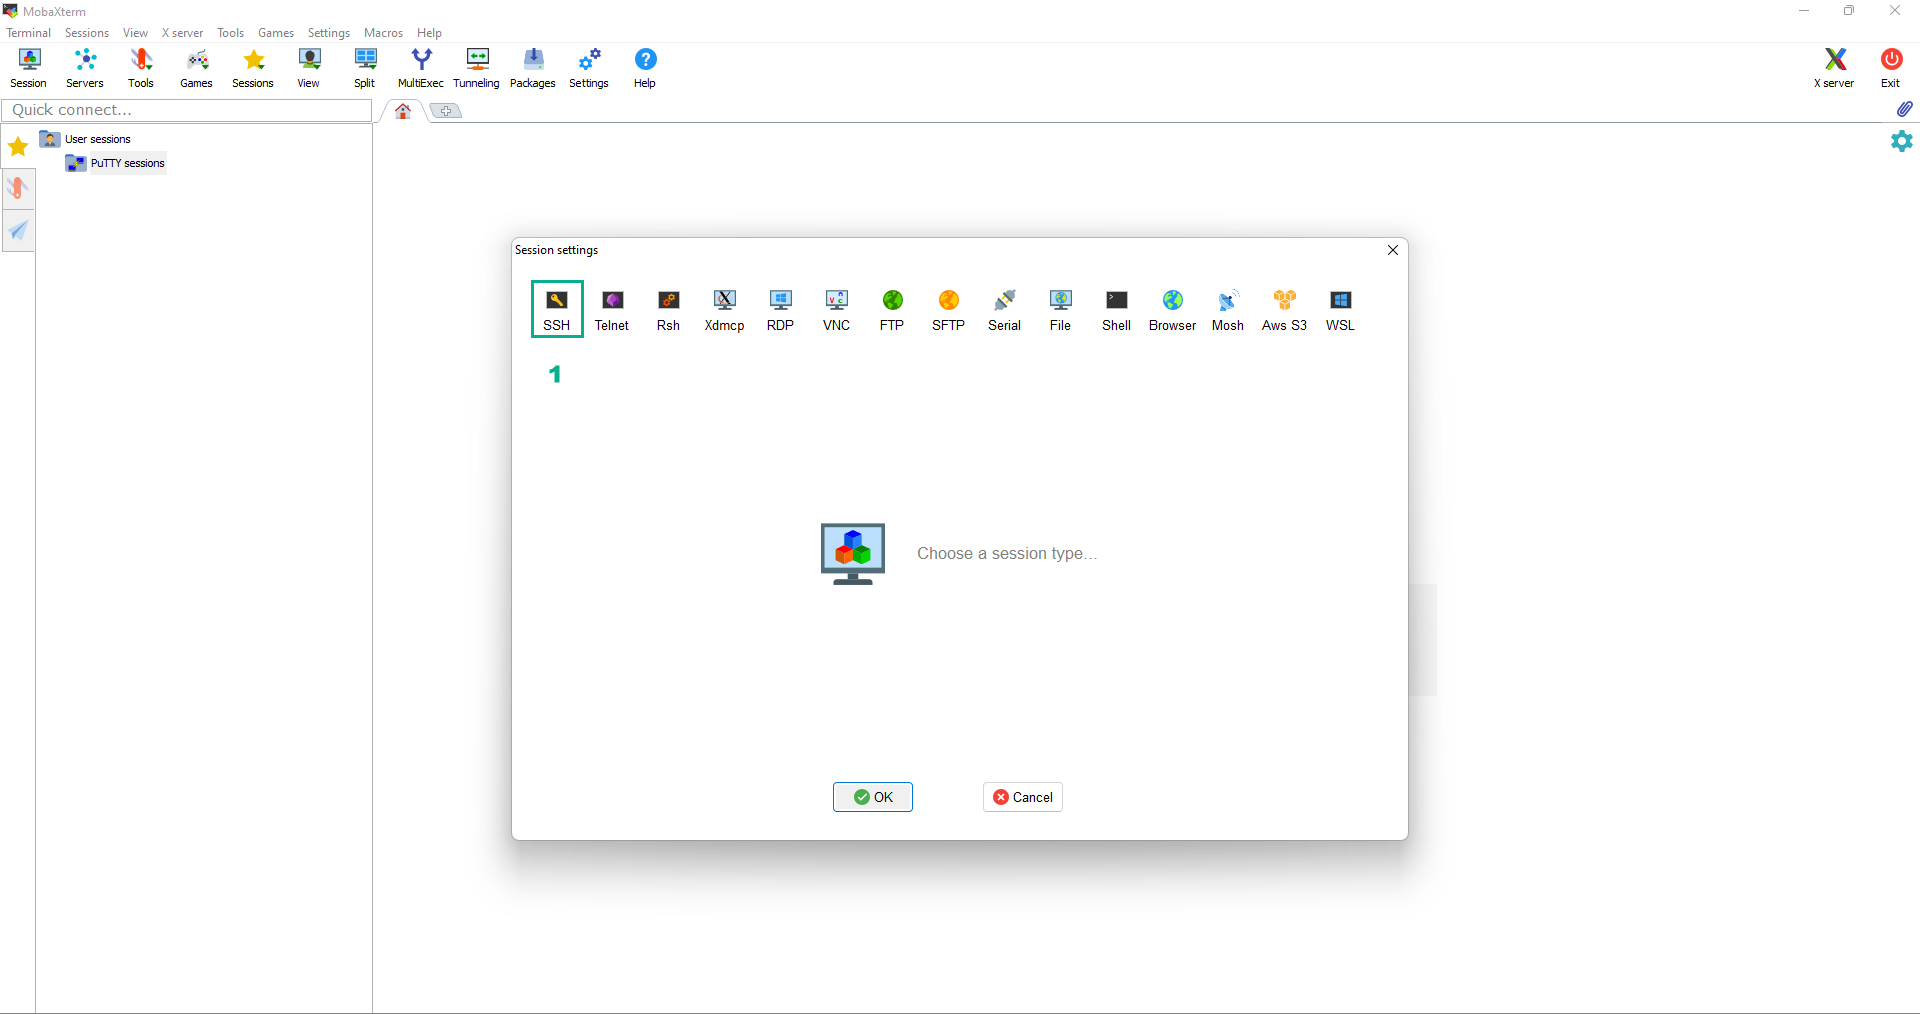 MobaXterm
Terminal Sessions View X server Tools Games Settings Macros Help
Session Servers Tools Games Sessions View Split MultiExec Tunneling Packages Settings Help X server Exit
Quick connect...
User sessions
PuTTY sessions
Session settings
SSH Telnet Rsh Xdmcp RDP VNC FTP SFTP Serial File Shell Browser Mosh Aws S3 WSL
1
Choose a session type...
OK Cancel